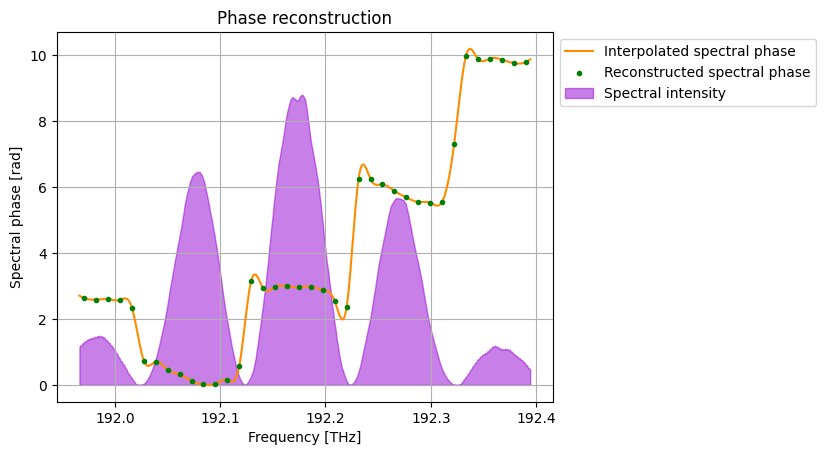 Phase reconstruction
Interpolated spectral phase
Reconstructed spectral phase
Spectral intensity
Spectral phase [rad]
10
8
6
4
2
0
192.0 192.1 192.2 192.3 192.4
Frequency [THz]